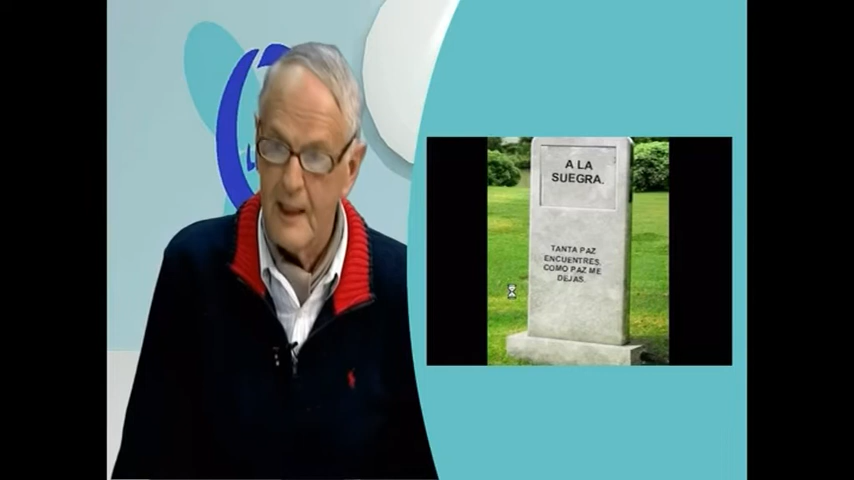 A LA
SUEGRA.
TANTA PAZ
ENCUENTRES,
COMO PAZ ME
DEJAS.